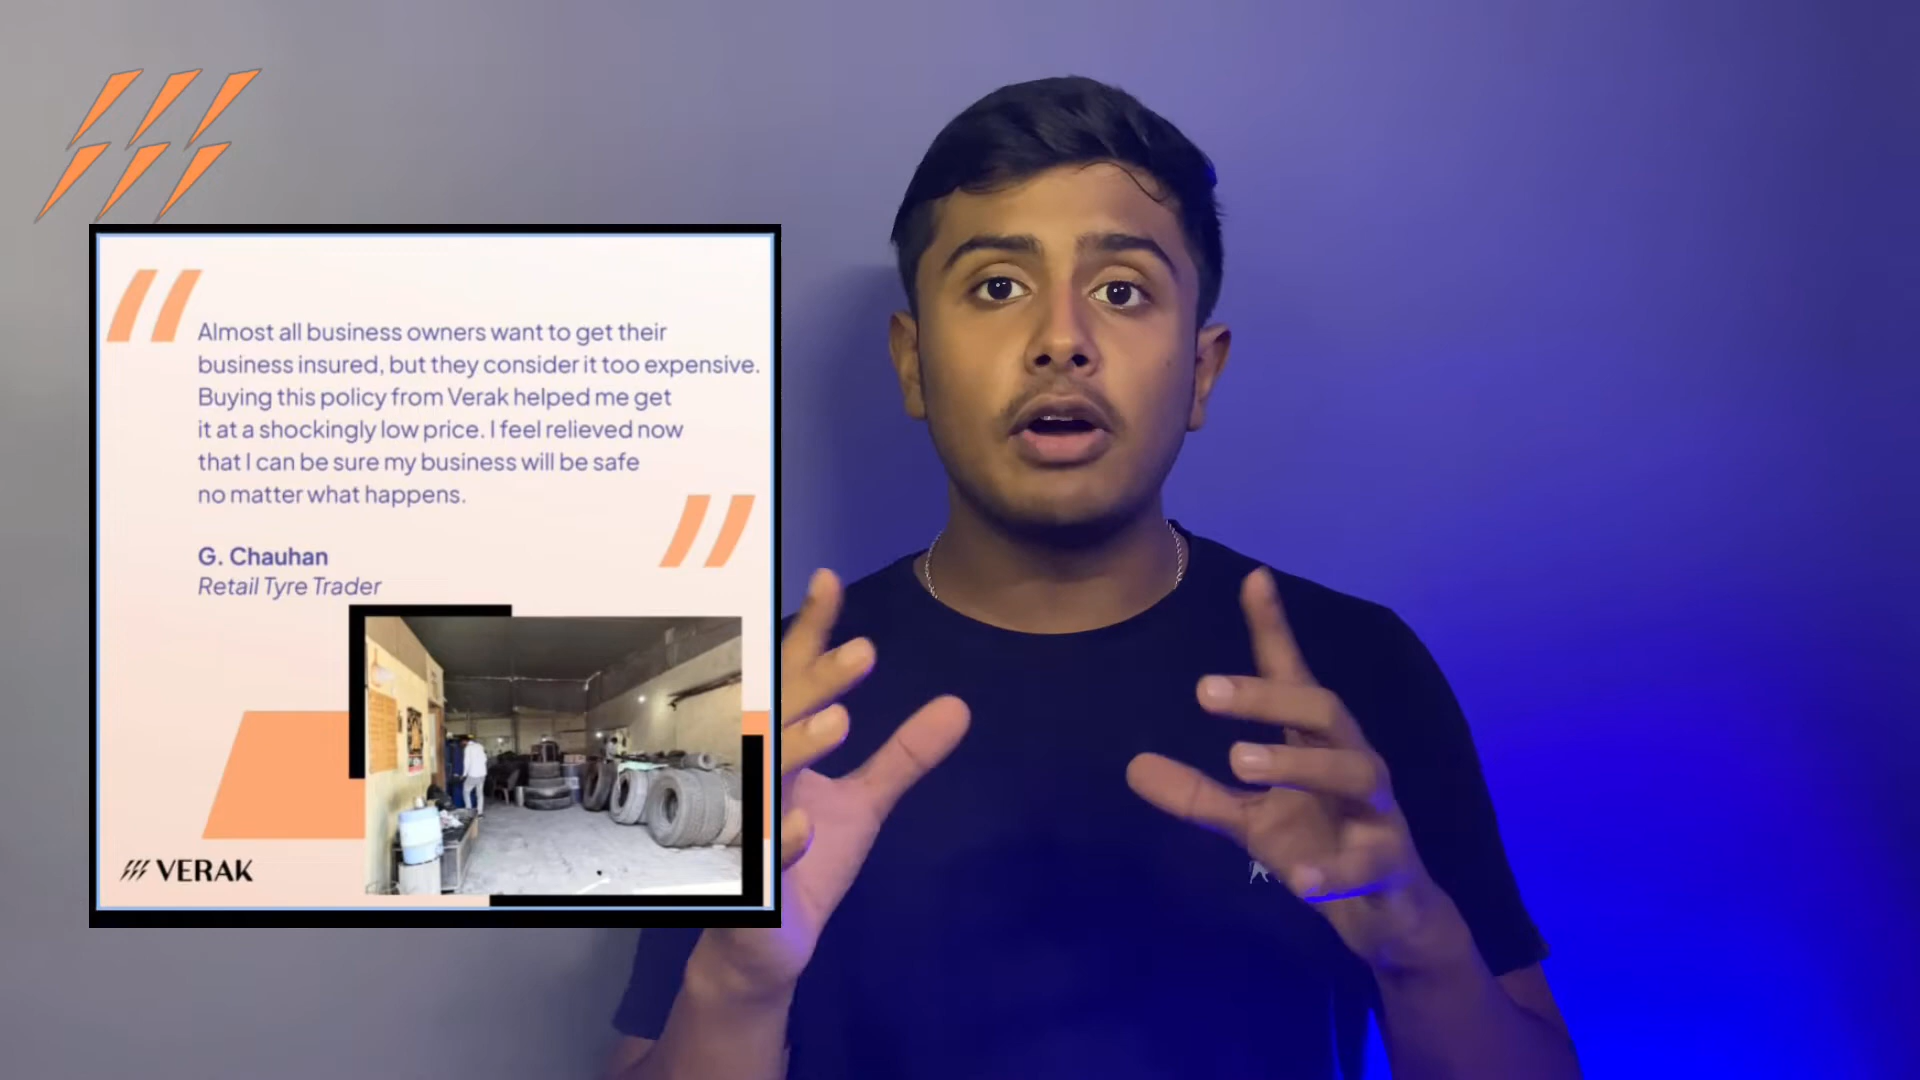 Almost all business owners want to get their
business insured, but they consider it too expensive.
Buying this policy from Verak helped me get
it at a shockingly low price. I feel relieved now
that I can be sure my business will be safe
no matter what happens.
G. Chauhan
Retail Tyre Trader
VERAK